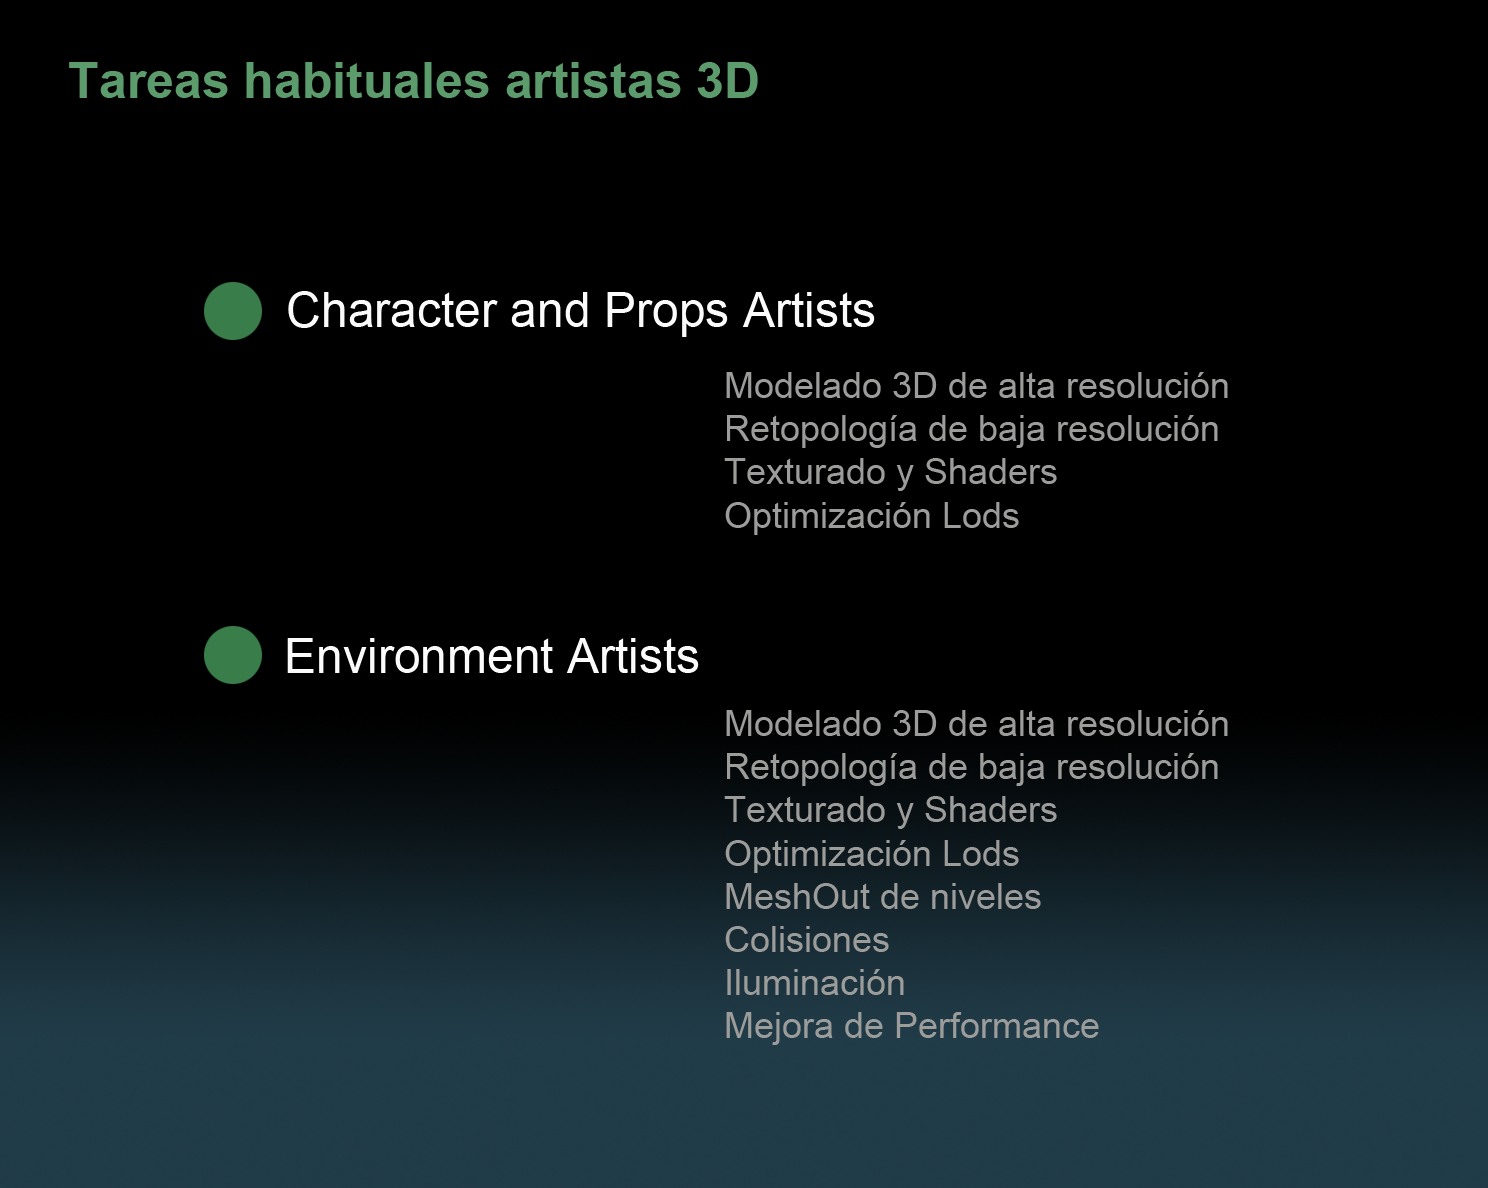 Tareas habituales artistas 3D
Character and Props Artists
Modelado 3D de alta resolución
Retopología de baja resolución
Texturado y Shaders
Optimización Lods
Environment Artists
Modelado 3D de alta resolución
Retopología de baja resolución
Texturado y Shaders
Optimización Lods
MeshOut de niveles
Colisiones
Iluminación
Mejora de Performance